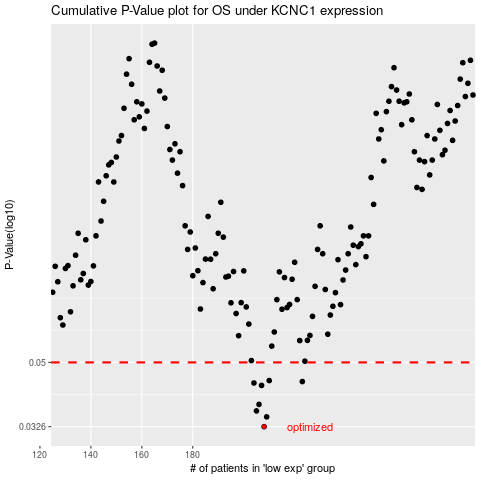 Cumulative P-Value plot for OS under KCNC1 expression
P-Value(log10)
0.05
0.0326
optimized
120 140 160 180
# of patients in 'low exp' group